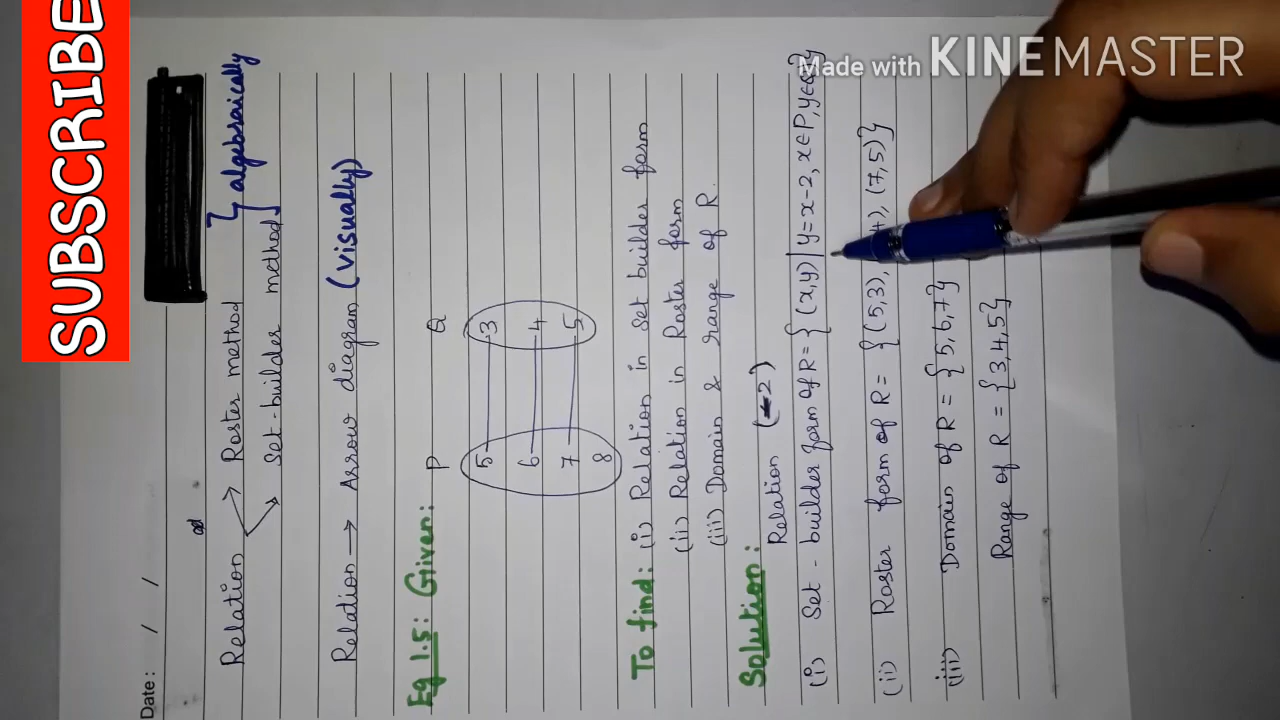 SUBSCRIBE
Made with KINEMASTER
Date: / /
Relation → Roster method
→ Set-builder method } algebraically
Relation → Arrow diagram (visually)
Eg 1.5: Given:
P Q
5 3
6 4
7 5
8
To find: (i) Relation in set builder form
(ii) Relation in Roster form
(iii) Domain & range of R.
Solution: Relation (-2)
(i) Set - builder form of R = { (x,y) | y = x-2, x ∈ P, y ∈
(ii) Roster form of R = { (5,3), 4), (7,5) }
(iii) Domain of R = { 5,6,7 }
Range of R = { 3,4,5 }